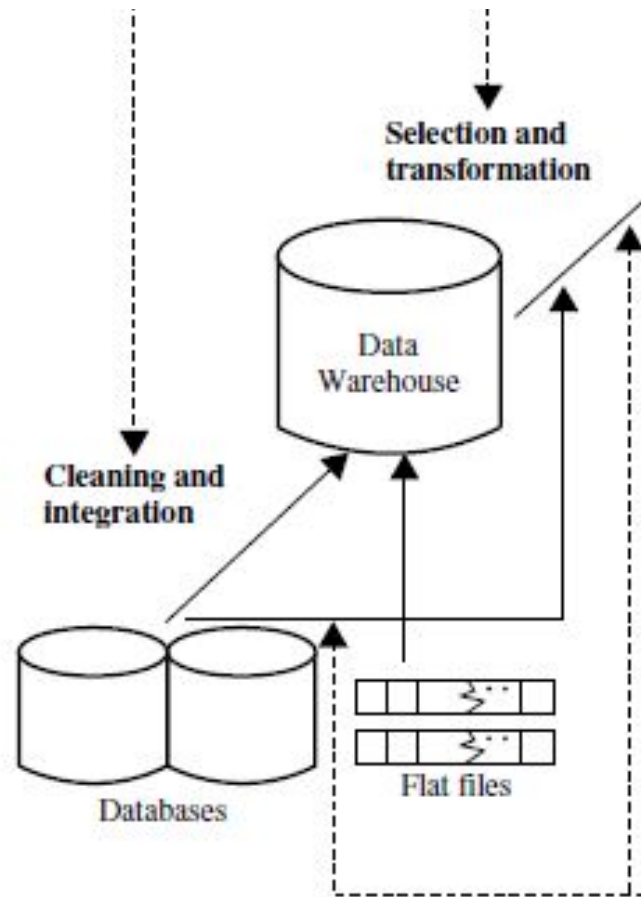 Selection and
transformation
Data
Warehouse
Cleaning and
integration
Databases
Flat files